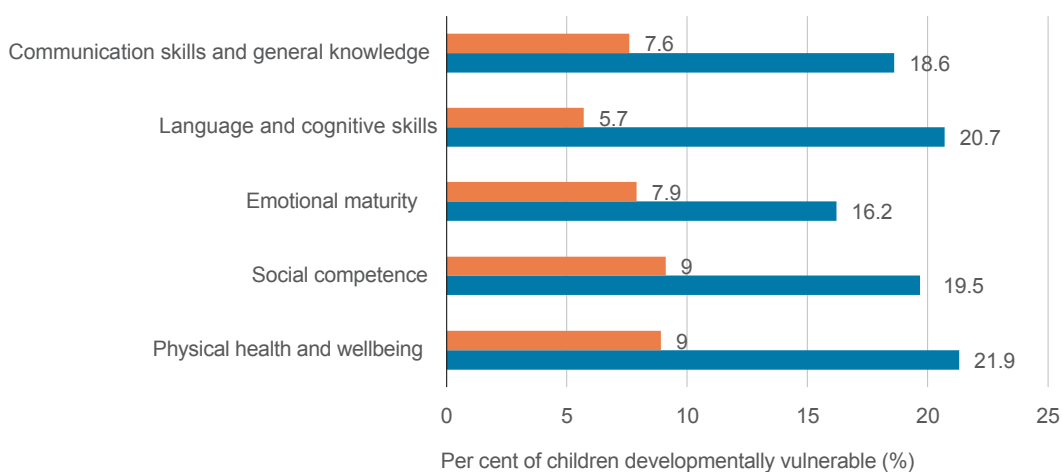 Communication skills and general knowledge 7.6
18.6
Language and cognitive skills 5.7
20.7
Emotional maturity 7.9
16.2
Social competence 9
19.5
Physical health and wellbeing 9
21.9
0 5 10 15 20 25
Per cent of children developmentally vulnerable (%)